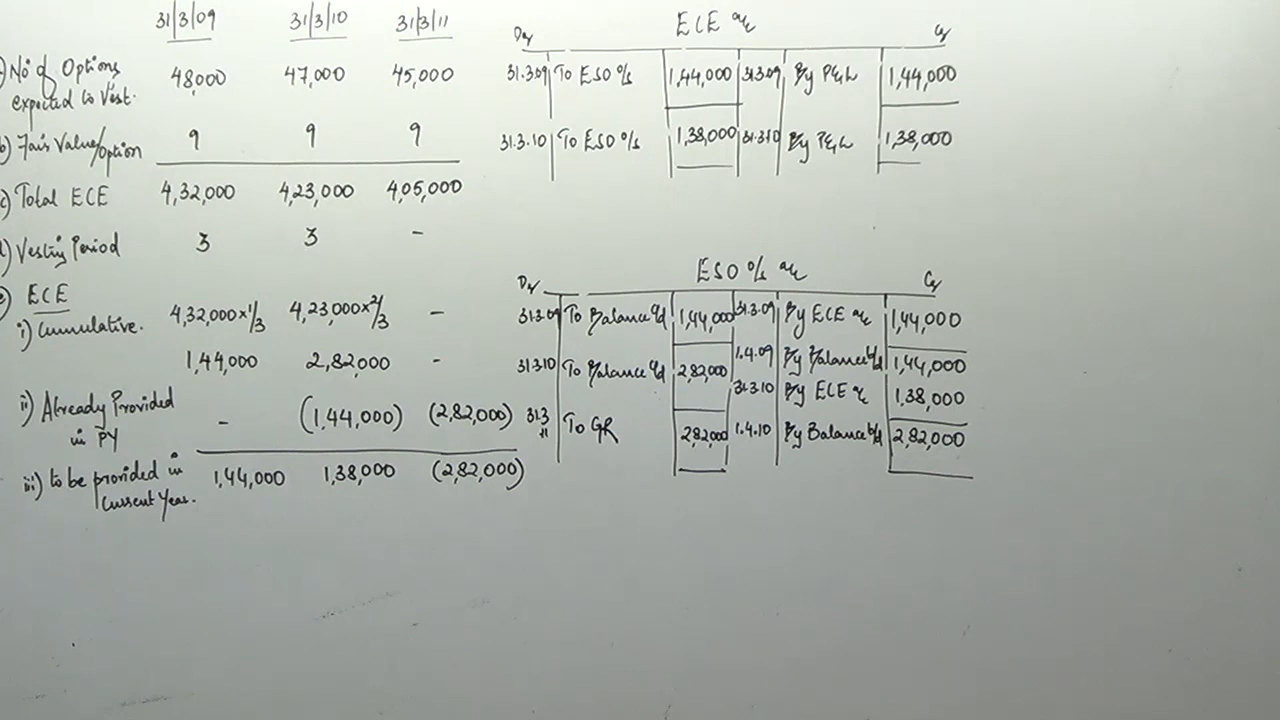 31/3/09 31/3/10 31/3/11
) No of Options expected to Vest. 48,000 47,000 45,000
b) Fair Value/option 9 9 9
c) Total ECE 4,32,000 4,23,000 4,05,000
d) Vesting Period 3 3 -
e) ECE
i) Cummulative. 4,32,000 x 1/3 4,23,000 x 2/3 -
1,44,000 2,82,000 -
ii) Already Provided in PY - (1,44,000) (2,82,000)
iii) to be provided in Current Year. 1,44,000 1,38,000 (2,82,000)
Dr ECE a/c Cr
31.3.09 To ESO o/s 1,44,000 31.3.09 By P&L 1,44,000
31.3.10 To ESO o/s 1,38,000 31.3.10 By P&L 1,38,000
Dr ESO o/s a/c Cr
31.3.09 To Balance c/d 1,44,000 31.3.09 By ECE a/c 1,44,000
1.4.09 By Balance b/d 1,44,000
31.3.10 To Balance c/d 2,82,000 31.3.10 By ECE a/c 1,38,000
31.3.11 To GR 2,82,000 1.4.10 By Balance b/d 2,82,000